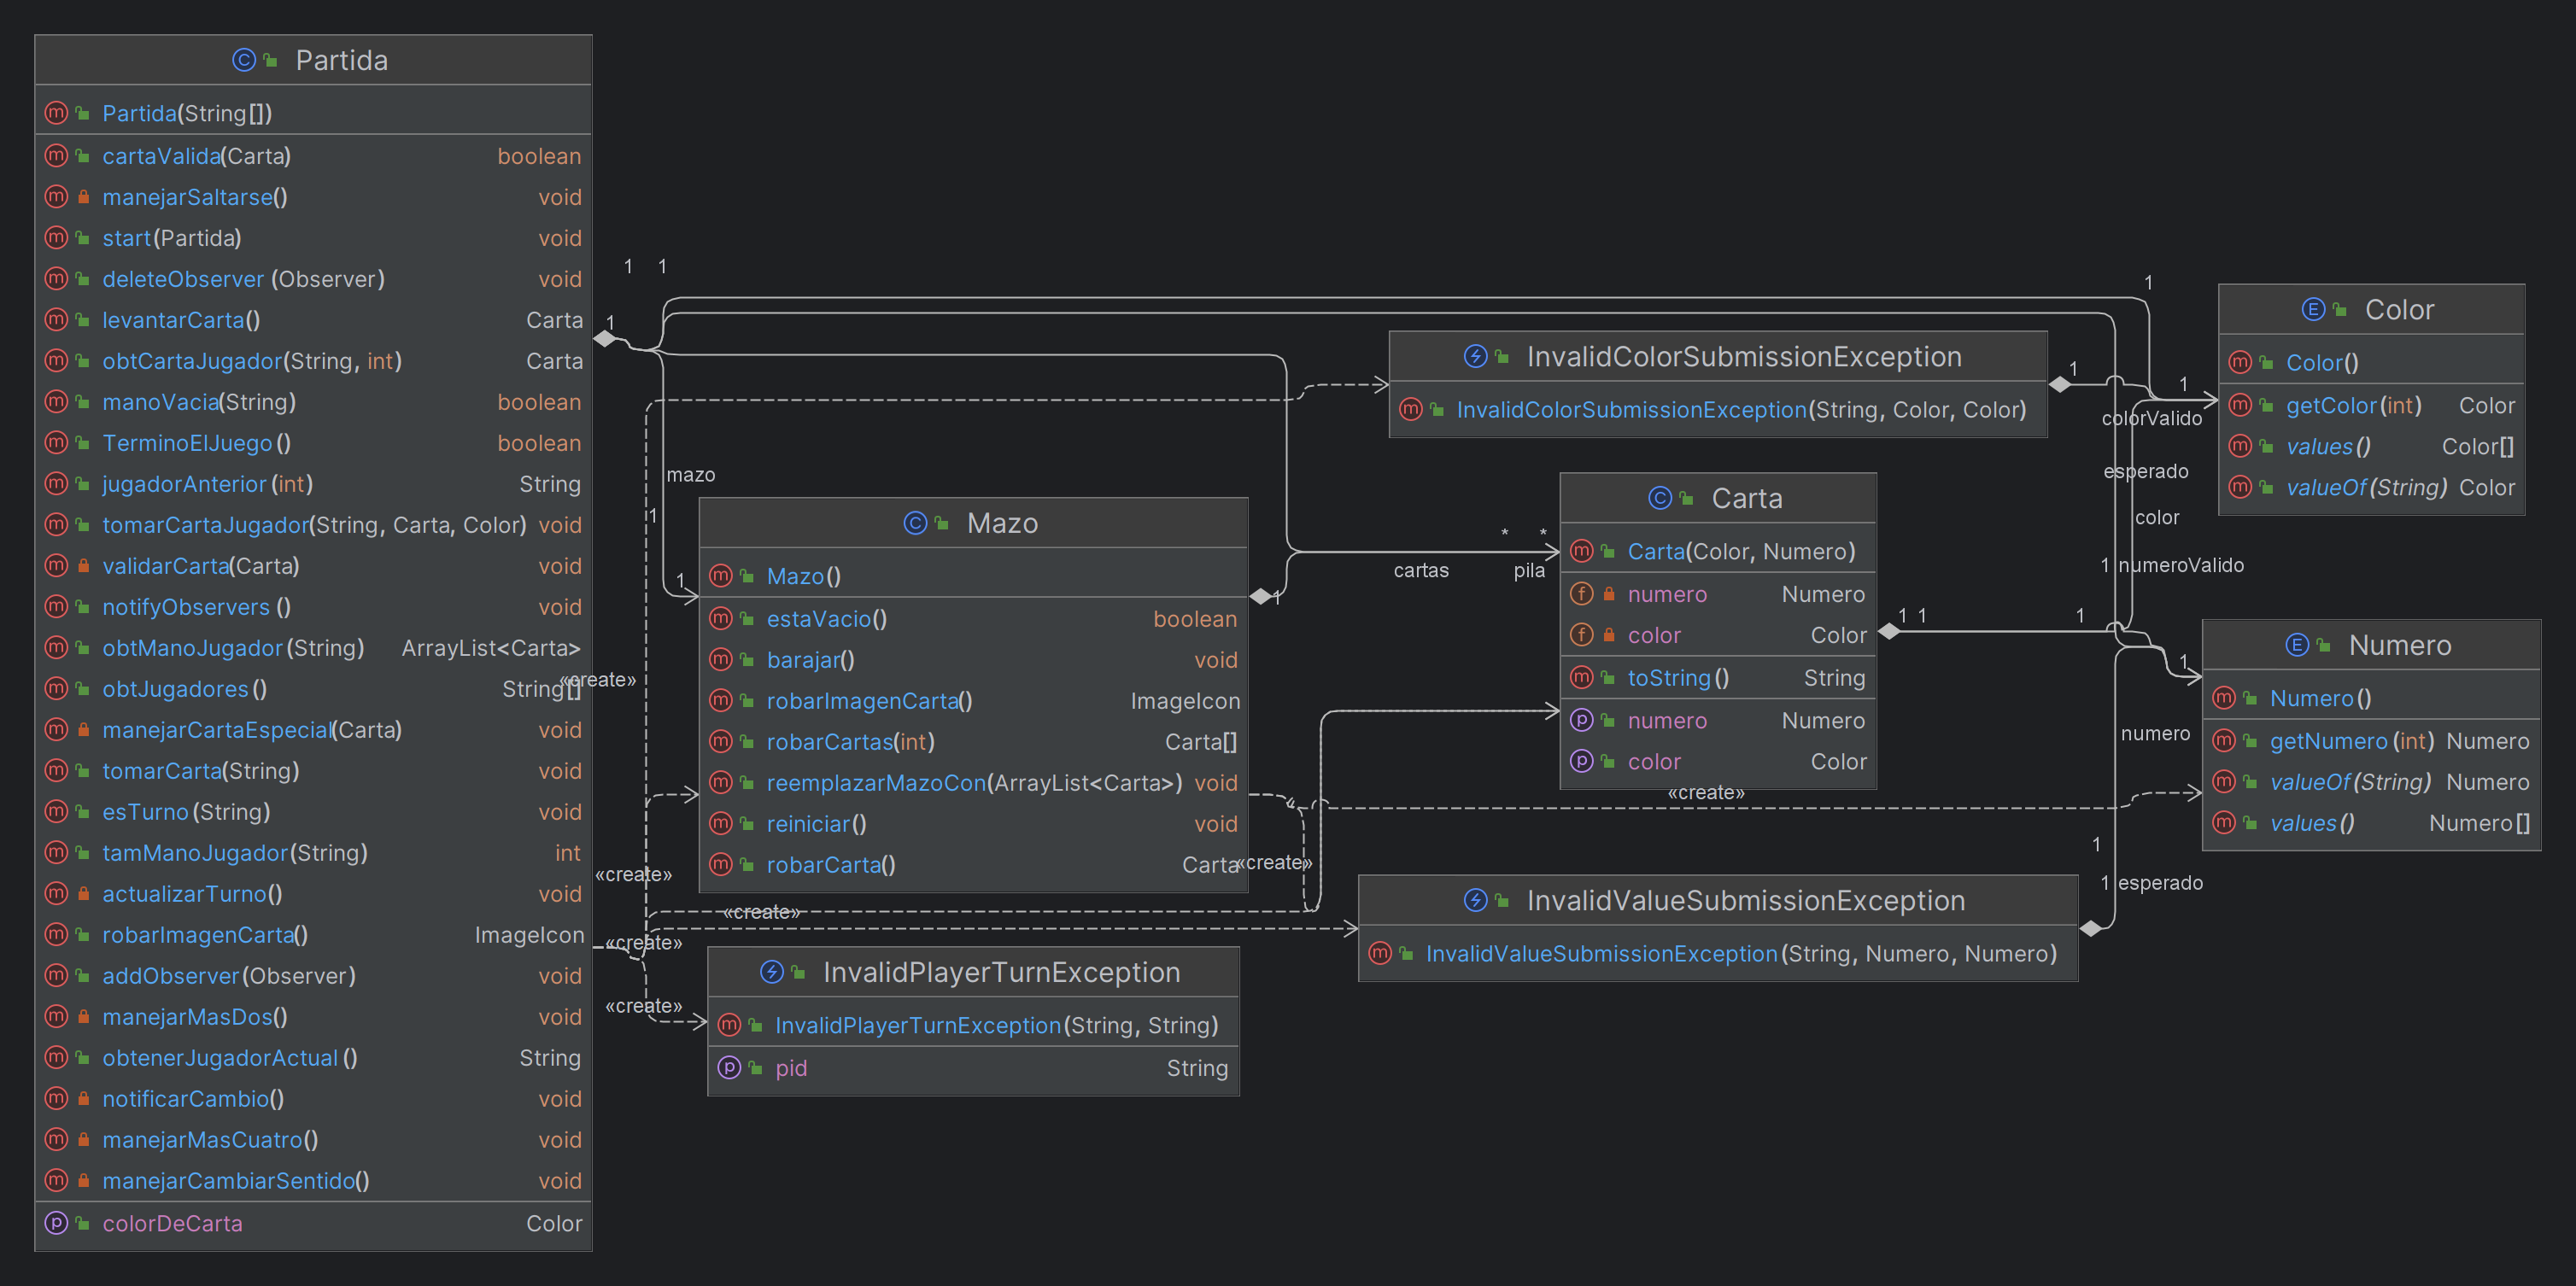 Partida
Partida(String[])
cartaValida(Carta) boolean
manejarSaltarse() void
start(Partida) void
deleteObserver(Observer) void
levantarCarta() Carta
obtCartaJugador(String, int) Carta
manoVacia(String) boolean
TerminoElJuego() boolean
jugadorAnterior(int) String
tomarCartaJugador(String, Carta, Color) void
validarCarta(Carta) void
notifyObservers() void
obtManoJugador(String) ArrayList<Carta>
obtJugadores() String[]
manejarCartaEspecial(Carta) void
tomarCarta(String) void
esTurno(String) void
tamManoJugador(String) int
actualizarTurno() void
robarImagenCarta() ImageIcon
addObserver(Observer) void
manejarMasDos() void
obtenerJugadorActual() String
notificarCambio() void
manejarMasCuatro() void
manejarCambiarSentido() void
colorDeCarta Color
1 1
1
mazo
1
1
«create»
«create»
«create»
«create»
«create»
Mazo
Mazo()
estaVacio() boolean
barajar() void
robarImagenCarta() ImageIcon
robarCartas(int) Carta[]
reemplazarMazoCon(ArrayList<Carta>) void
reiniciar() void
robarCarta() Carta
1
«create»
InvalidPlayerTurnException
InvalidPlayerTurnException(String, String)
pid String
InvalidColorSubmissionException
InvalidColorSubmissionException(String, Color, Color)
1
* *
cartas pila
Carta
Carta(Color, Numero)
numero Numero
color Color
toString() String
numero Numero
color Color
1 1
«create»
InvalidValueSubmissionException
InvalidValueSubmissionException(String, Numero, Numero)
1
1
colorValido
esperado
color
1 numeroValido
1
1
numero
1
1 esperado
Color
Color()
getColor(int) Color
values() Color[]
valueOf(String) Color
Numero
Numero()
getNumero(int) Numero
valueOf(String) Numero
values() Numero[]